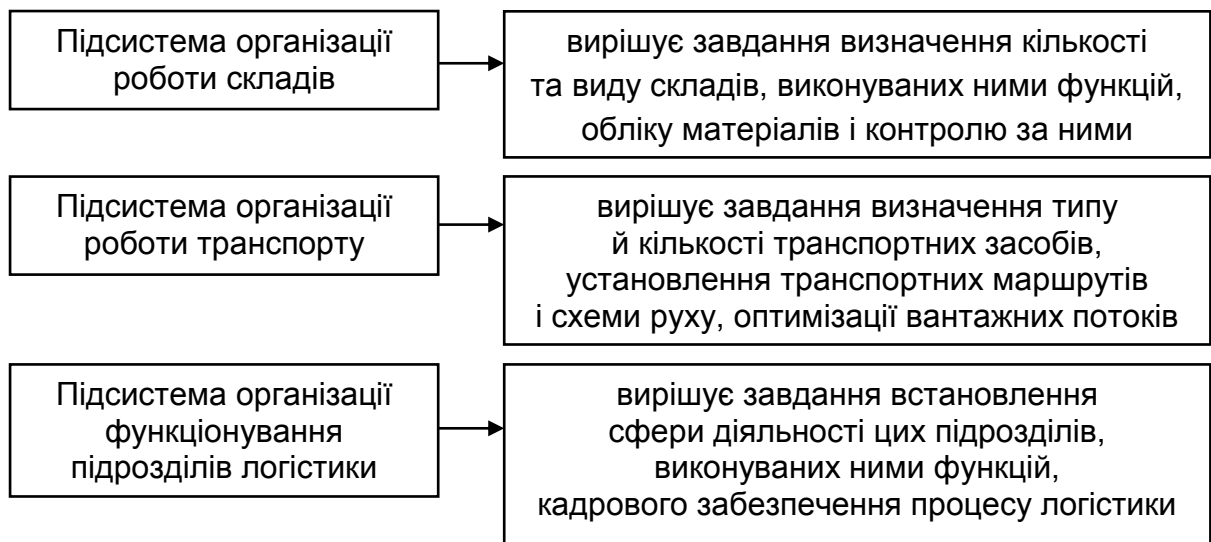 Підсистема організації
роботи складів
вирішує завдання визначення кількості
та виду складів, виконуваних ними функцій,
обліку матеріалів і контролю за ними
Підсистема організації
роботи транспорту
вирішує завдання визначення типу
й кількості транспортних засобів,
установлення транспортних маршрутів
і схеми руху, оптимізації вантажних потоків
Підсистема організації
функціонування
підрозділів логістики
вирішує завдання встановлення
сфери діяльності цих підрозділів,
виконуваних ними функцій,
кадрового забезпечення процесу логістики